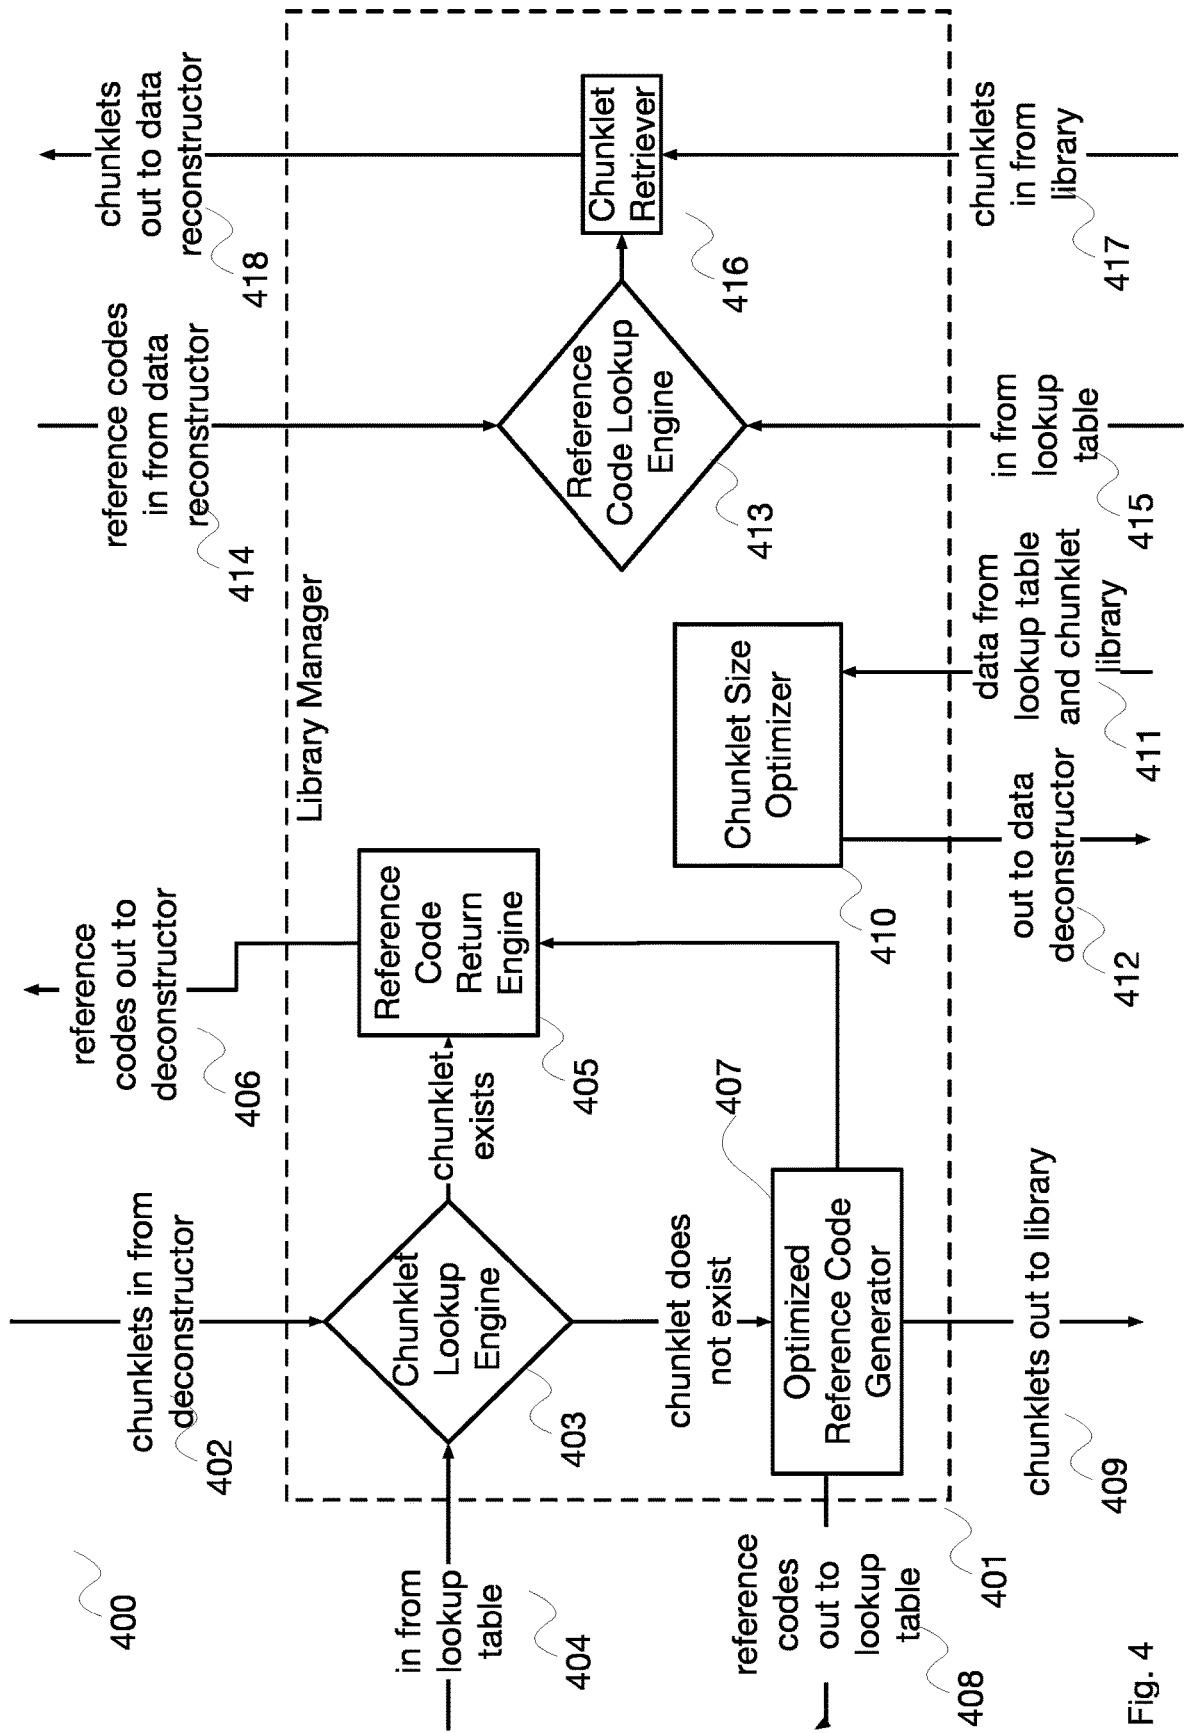 400
chunklets in from
deconstructor
402
reference
codes out to
deconstructor
406
reference codes
in from data
reconstructor
414
chunklets
out to data
reconstructor
418
Library Manager
in from
lookup
table
404
Chunklet
Lookup
Engine
403
chunklet
exists
Reference
Code
Return
Engine
405
chunklet does
not exist
407
Optimized
Reference Code
Generator
reference
codes
out to
lookup
table
408
401
chunklets out to library
409
Chunklet Size
Optimizer
410
out to data
deconstructor
412
data from
lookup table
and chunklet
library
411
Reference
Code Lookup
Engine
413
in from
lookup
table
415
Chunklet
Retriever
416
chunklets
in from
library
417
Fig. 4